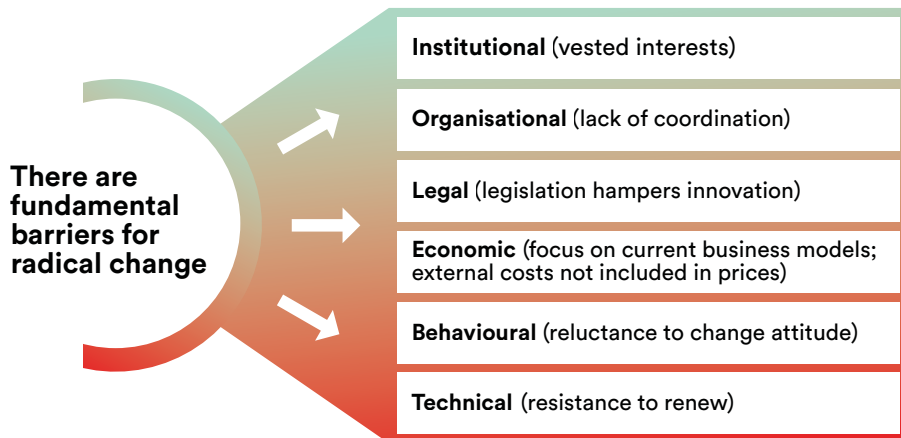 There are
fundamental
barriers for
radical change
Institutional (vested interests)
Organisational (lack of coordination)
Legal (legislation hampers innovation)
Economic (focus on current business models;
external costs not included in prices)
Behavioural (reluctance to change attitude)
Technical (resistance to renew)